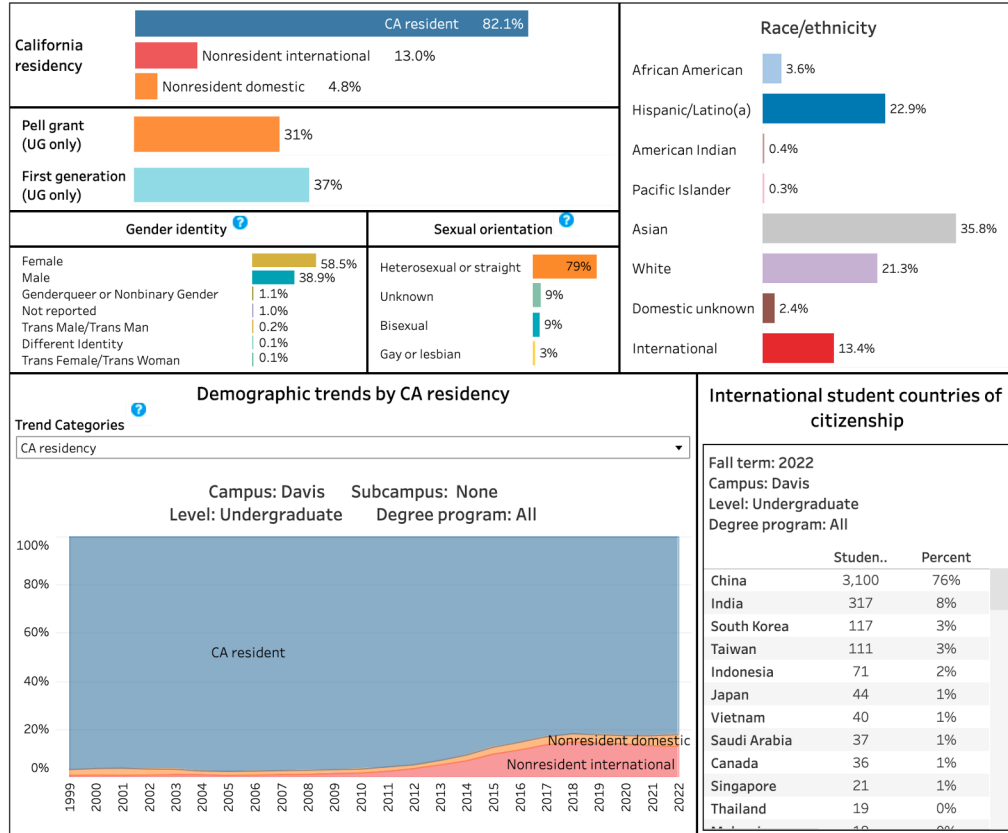 CA resident 82.1%
California
residency
Nonresident international 13.0%
Nonresident domestic 4.8%
Pell grant
(UG only)
31%
First generation
(UG only)
37%
Gender identity ?
Female 58.5%
Male 38.9%
Genderqueer or Nonbinary Gender 1.1%
Not reported 1.0%
Trans Male/Trans Man 0.2%
Different Identity 0.1%
Trans Female/Trans Woman 0.1%
Sexual orientation ?
Heterosexual or straight 79%
Unknown 9%
Bisexual 9%
Gay or lesbian 3%
Race/ethnicity
African American 3.6%
Hispanic/Latino(a) 22.9%
American Indian 0.4%
Pacific Islander 0.3%
Asian 35.8%
White 21.3%
Domestic unknown 2.4%
International 13.4%
Demographic trends by CA residency
?
Trend Categories
CA residency
Campus: Davis Subcampus: None
Level: Undergraduate Degree program: All
100%
80%
60%
CA resident
40%
20%
Nonresident domestic
0%
Nonresident international
1999 2000 2001 2002 2003 2004 2005 2006 2007 2008 2009 2010 2011 2012 2013 2014 2015 2016 2017 2018 2019 2020 2021 2022
International student countries of
citizenship
Fall term: 2022
Campus: Davis
Level: Undergraduate
Degree program: All
Studen.. Percent
China 3,100 76%
India 317 8%
South Korea 117 3%
Taiwan 111 3%
Indonesia 71 2%
Japan 44 1%
Vietnam 40 1%
Saudi Arabia 37 1%
Canada 36 1%
Singapore 21 1%
Thailand 19 0%